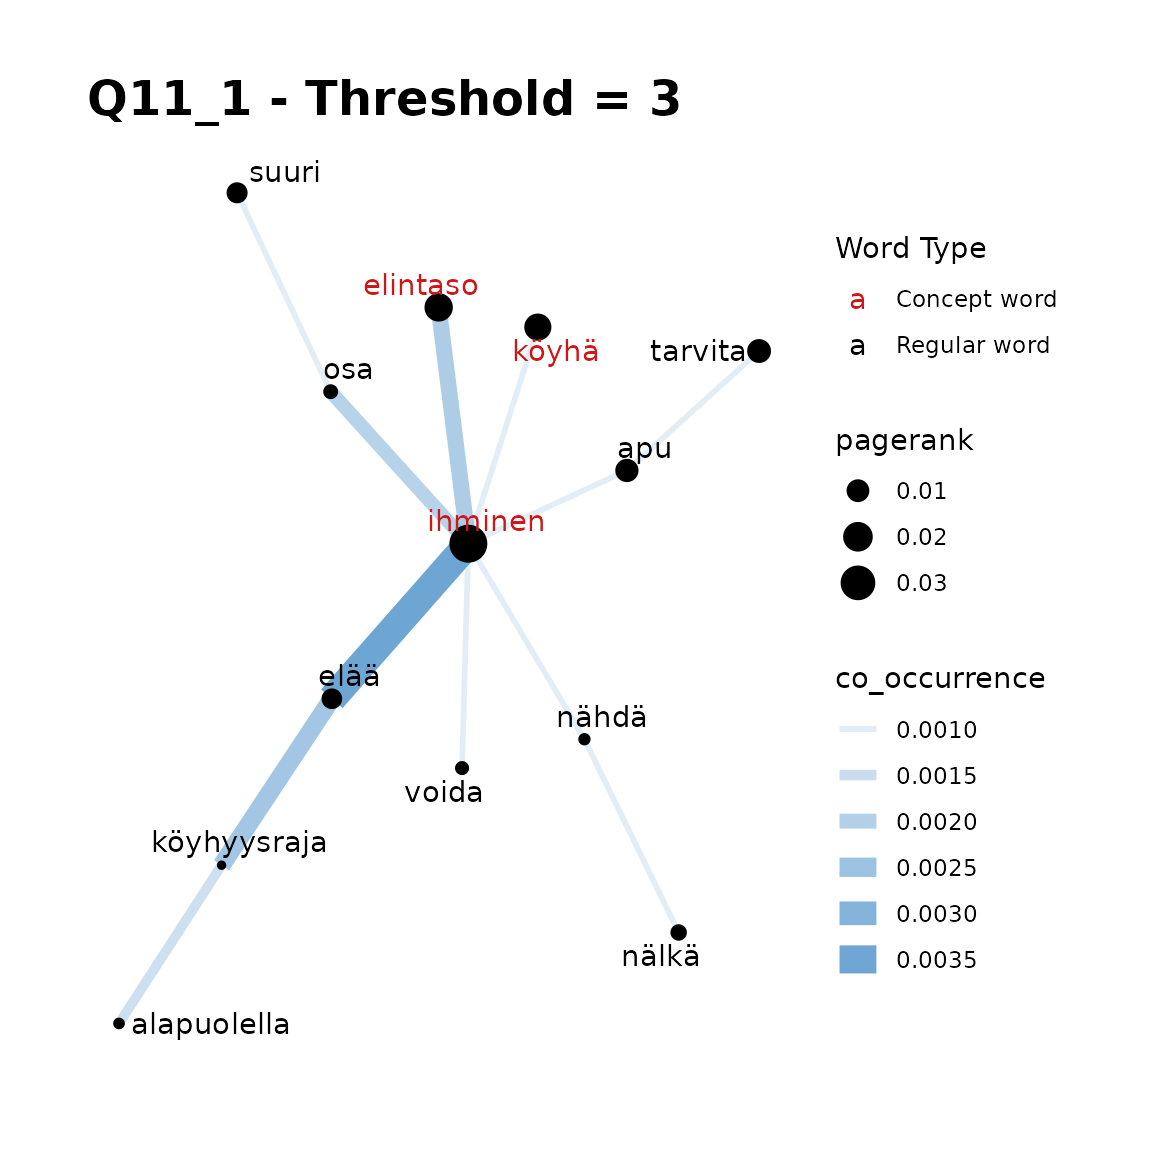 Q11_1 - Threshold = 3
suuri
elintaso
köyhä
tarvita
osa
apu
ihminen
elää
nähdä
voida
köyhyysraja
nälkä
alapuolella
Word Type
a Concept word
a Regular word
pagerank
0.01
0.02
0.03
co_occurrence
0.0010
0.0015
0.0020
0.0025
0.0030
0.0035